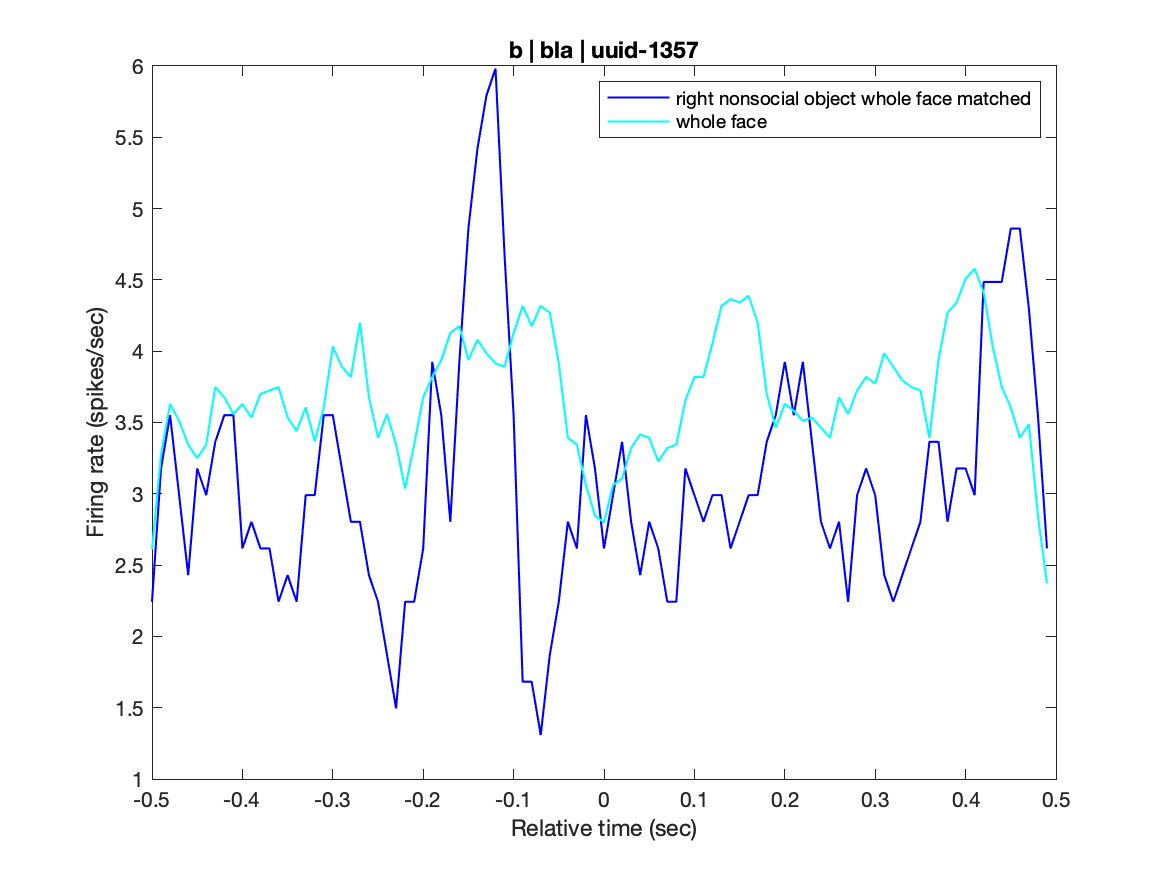 b | bla | uuid-1357
right nonsocial object whole face matched
whole face
Firing rate (spikes/sec)
6
5.5
5
4.5
4
3.5
3
2.5
2
1.5
1
-0.5 -0.4 -0.3 -0.2 -0.1 0 0.1 0.2 0.3 0.4 0.5
Relative time (sec)